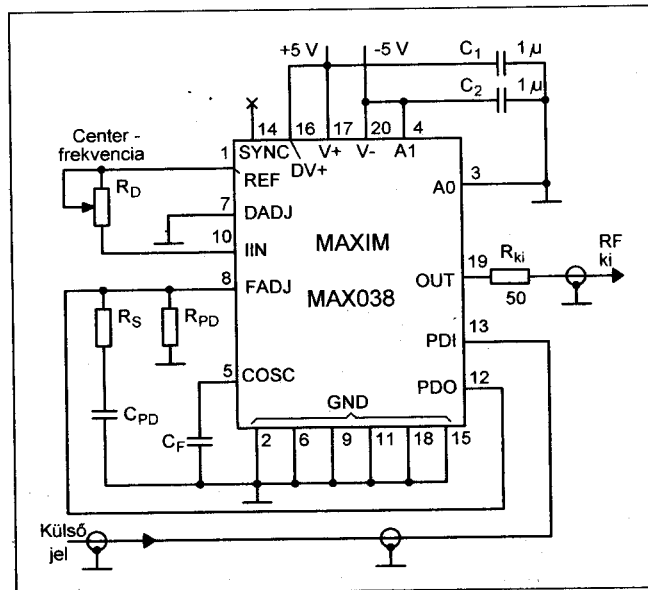 +5 V
-5 V
C1
1 µ
C2
1 µ
14
16
17
20
4
Center -
frekvencia
1
SYNC
DV+
V+
V-
A1
REF
RD
A0
3
7
DADJ
10
IIN
MAXIM
MAX038
8
FADJ
OUT
19
Rki
50
RF
ki
RS
RPD
PDI
13
5
COSC
PDO
12
CPD
CF
GND
2
6
9
11
18
15
Külső
jel